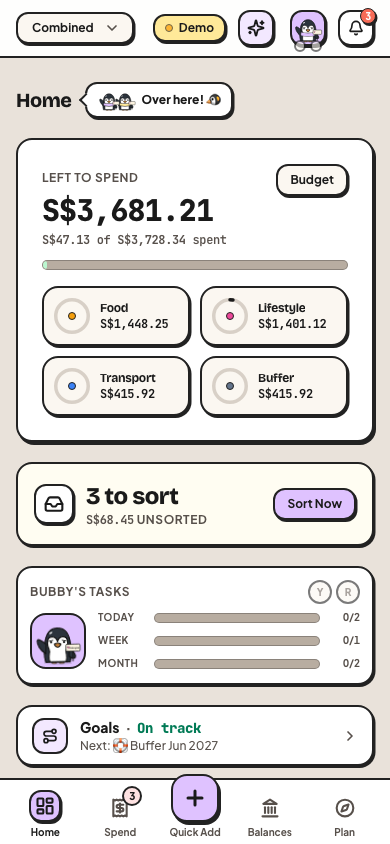 Combined
Demo
3
Home
Over here!
LEFT TO SPEND
Budget
S$3,681.21
S$47.13 of S$3,728.34 spent
Food
S$1,448.25
Lifestyle
S$1,401.12
Transport
S$415.92
Buffer
S$415.92
3 to sort
S$68.45 UNSORTED
Sort Now
BUBBY'S TASKS
Y R
TODAY 0/2
WEEK 0/1
MONTH 0/2
Goals · On track
Next: 🛟 Buffer Jun 2027
3
Home
Spend
Quick Add
Balances
Plan